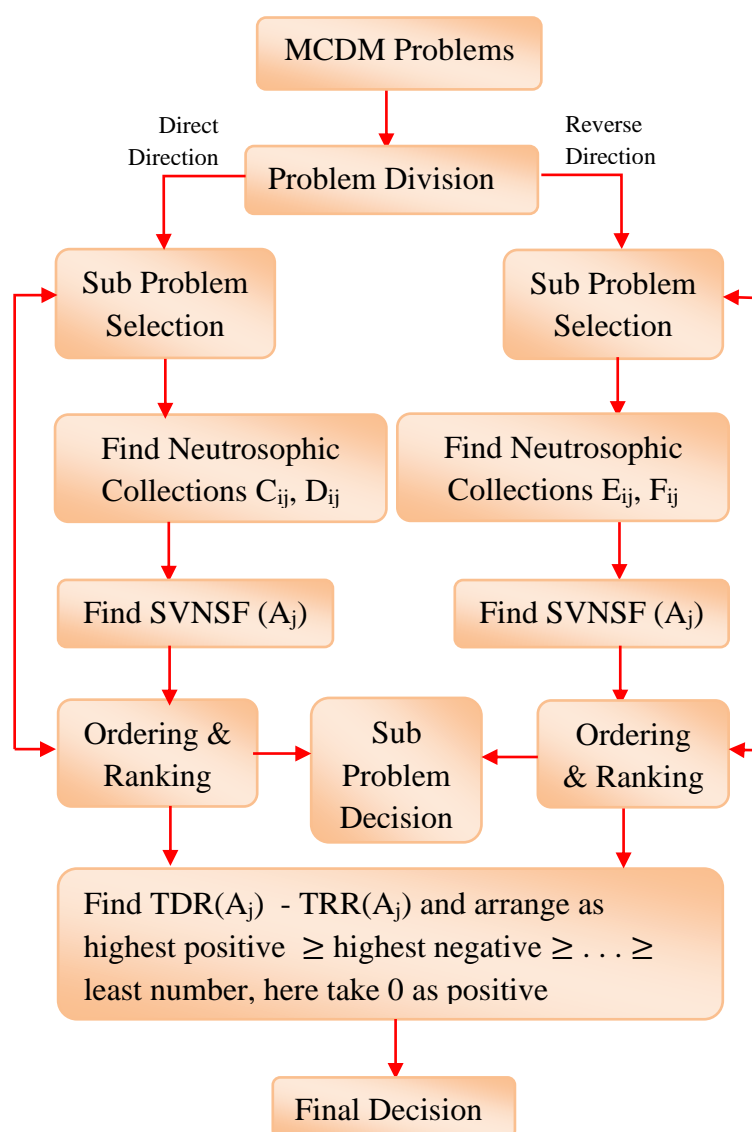 MCDM Problems
Direct
Direction
Reverse
Direction
Problem Division
Sub Problem
Selection
Sub Problem
Selection
Find Neutrosophic
Collections Cij, Dij
Find Neutrosophic
Collections Eij, Fij
Find SVNSF (Aj)
Find SVNSF (Aj)
Ordering &
Ranking
Sub
Problem
Decision
Ordering
& Ranking
Find TDR(Aj) - TRR(Aj) and arrange as
highest positive ≥ highest negative ≥ . . . ≥
least number, here take 0 as positive
Final Decision